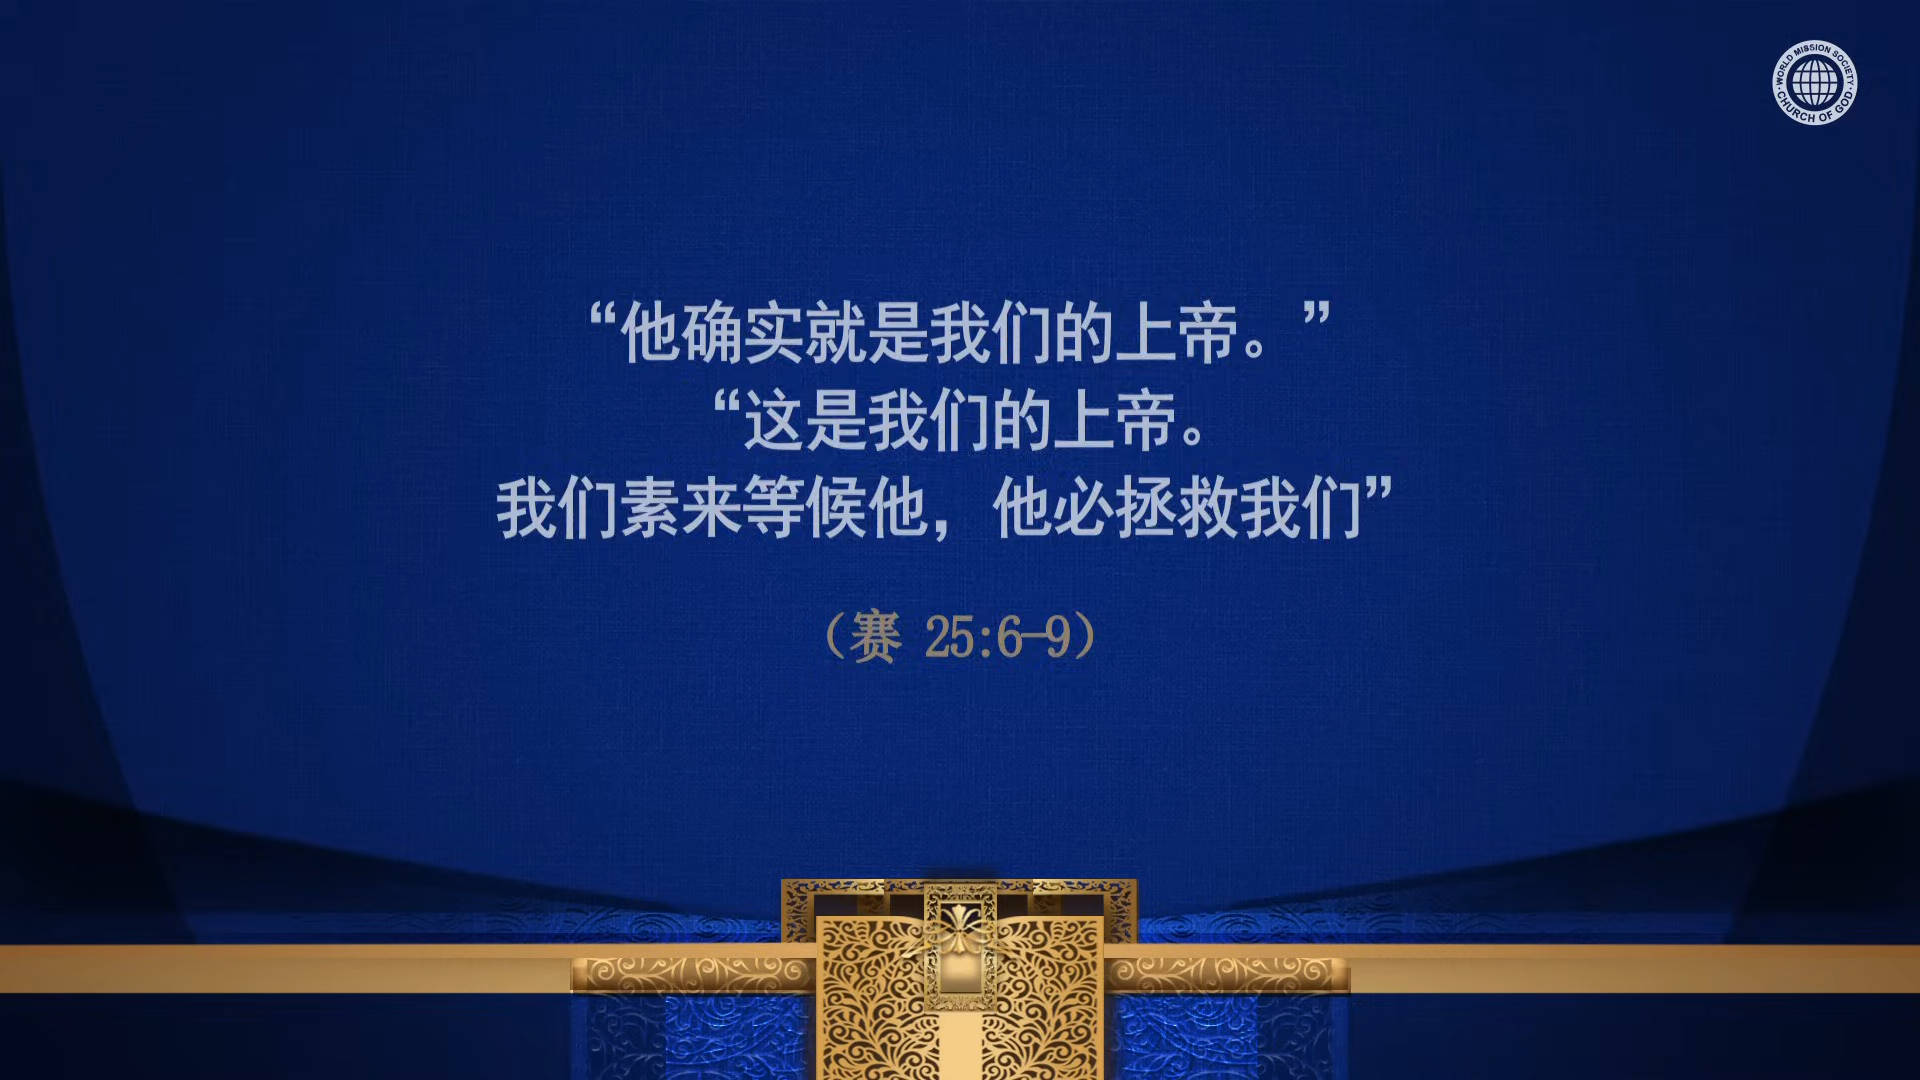 WORLD MISSION SOCIETY
CHURCH OF GOD
“他确实就是我们的上帝。”
“这是我们的上帝。
我们素来等候他，他必拯救我们”
（赛 25:6-9）